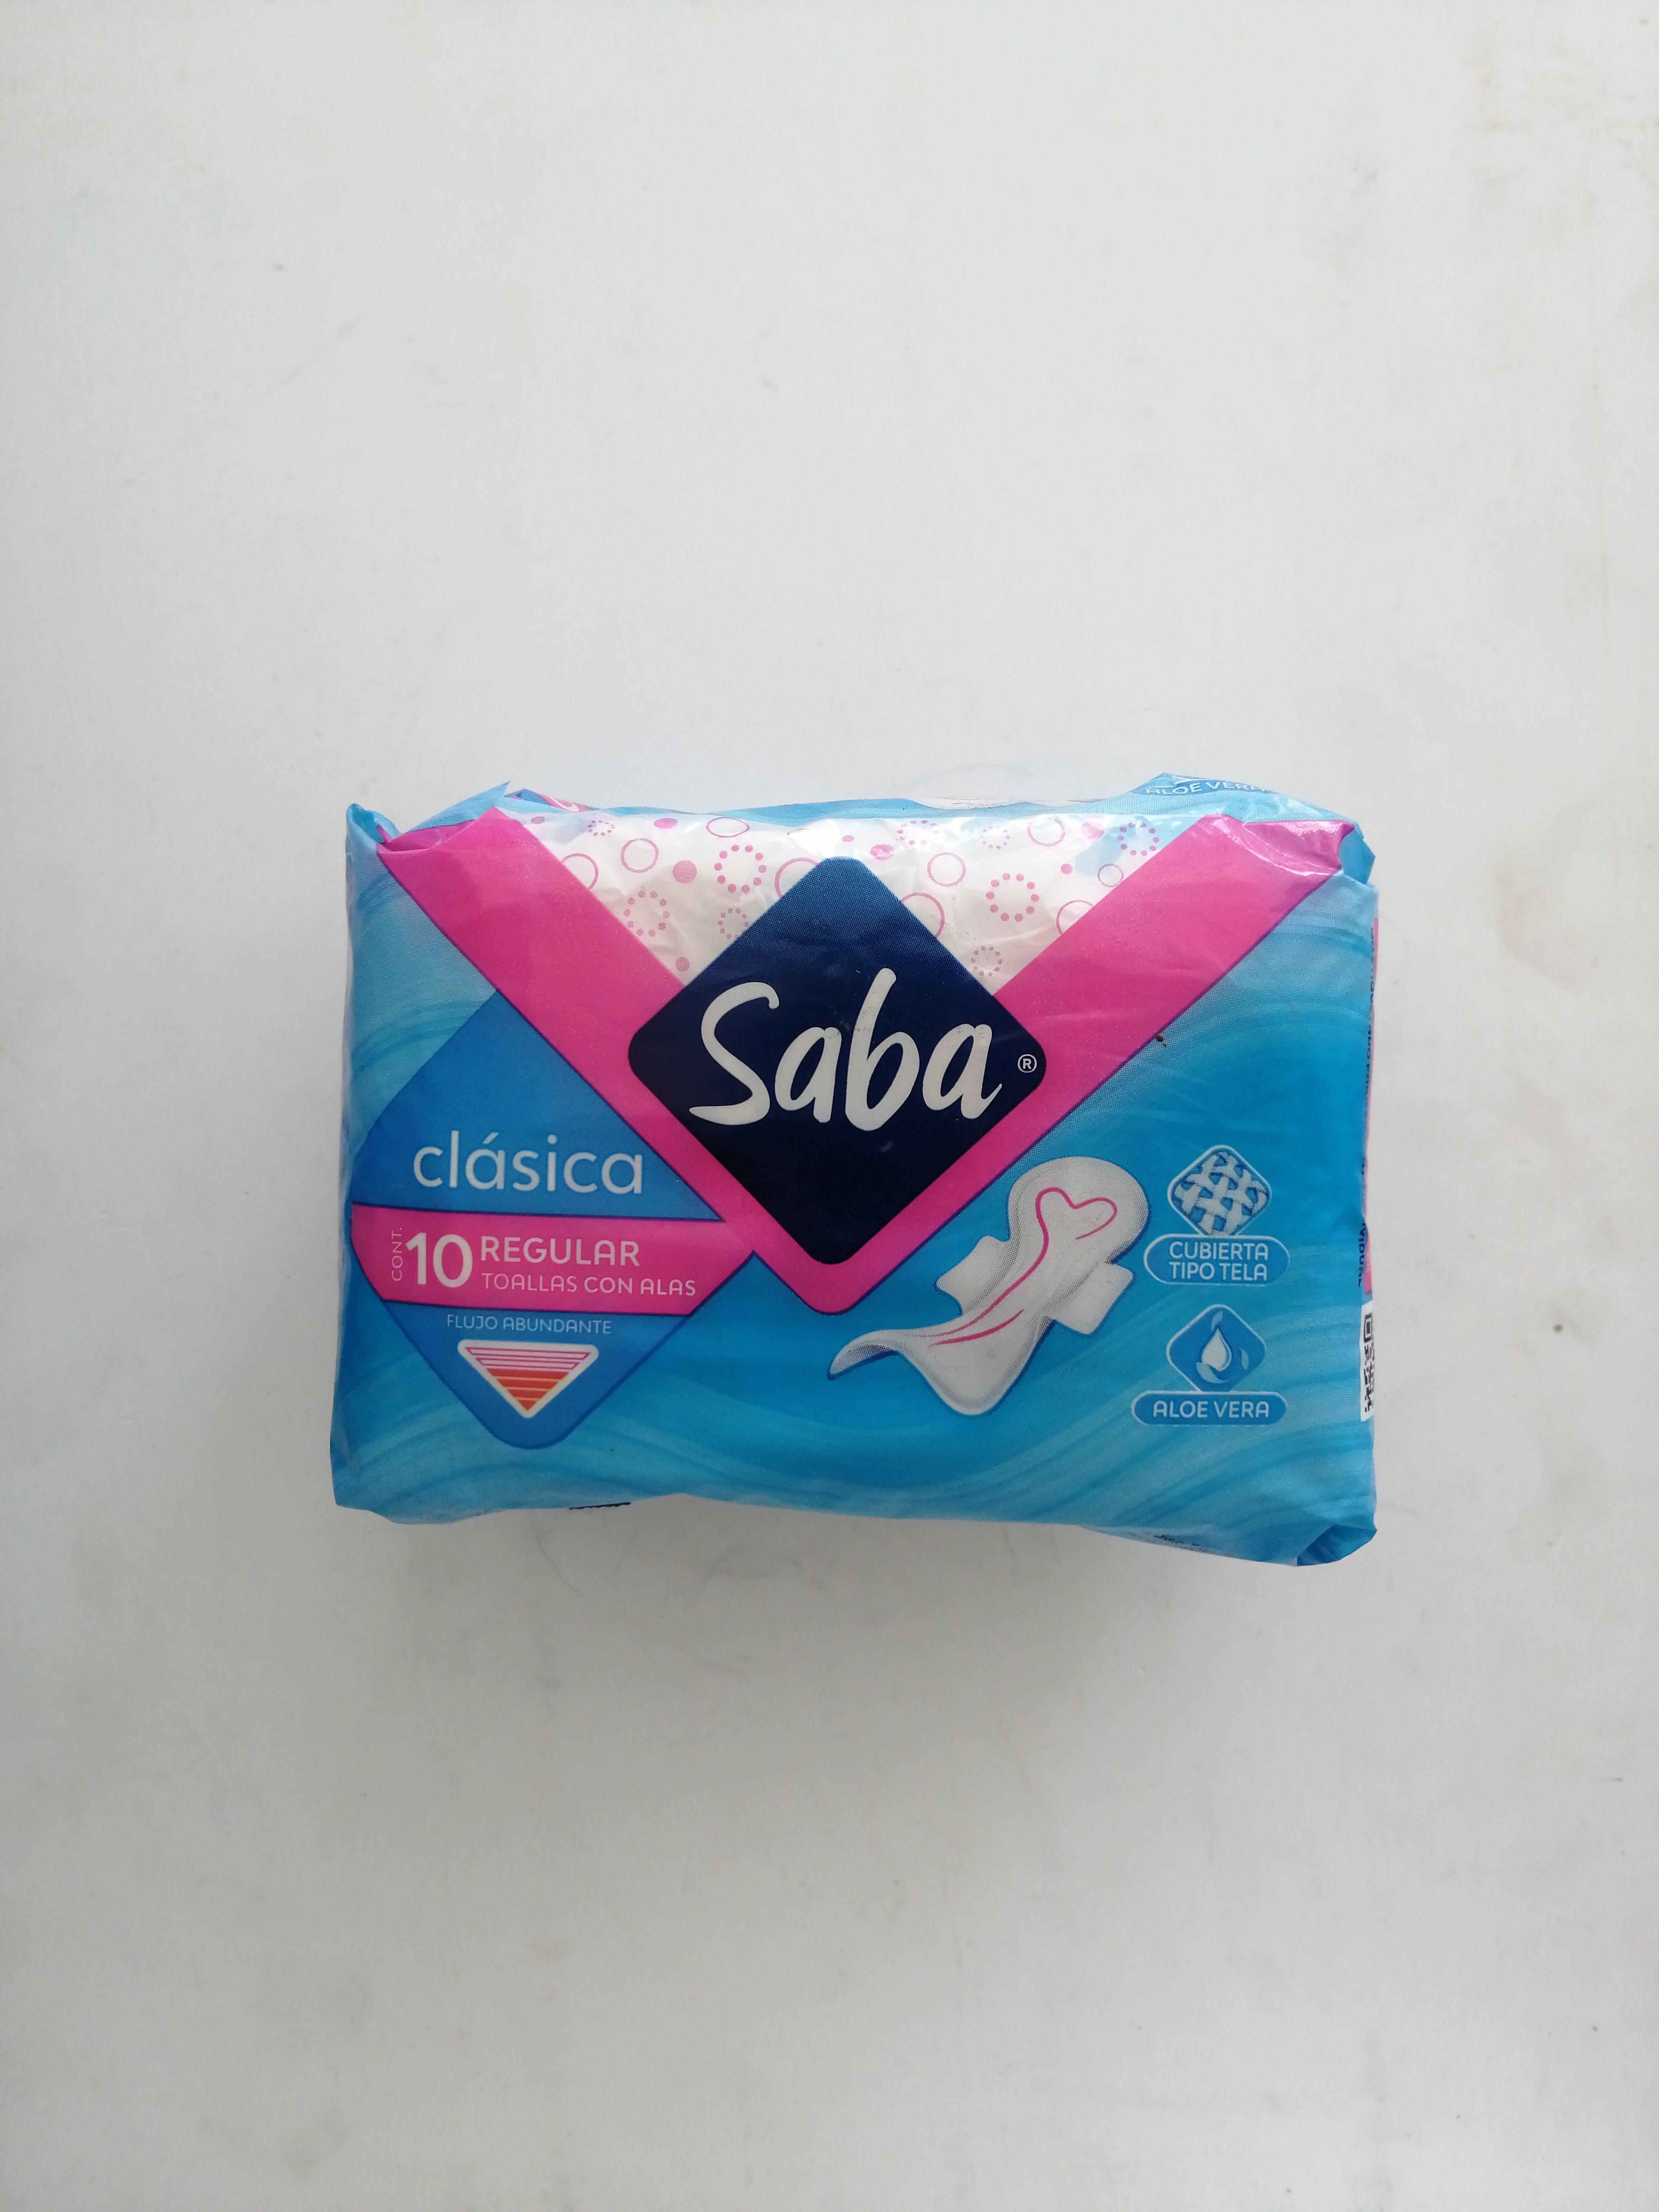 ALOE VERA
Saba®
clásica
CONT.
10 REGULAR
TOALLAS CON ALAS
FLUJO ABUNDANTE
CUBIERTA
TIPO TELA
ALOE VERA